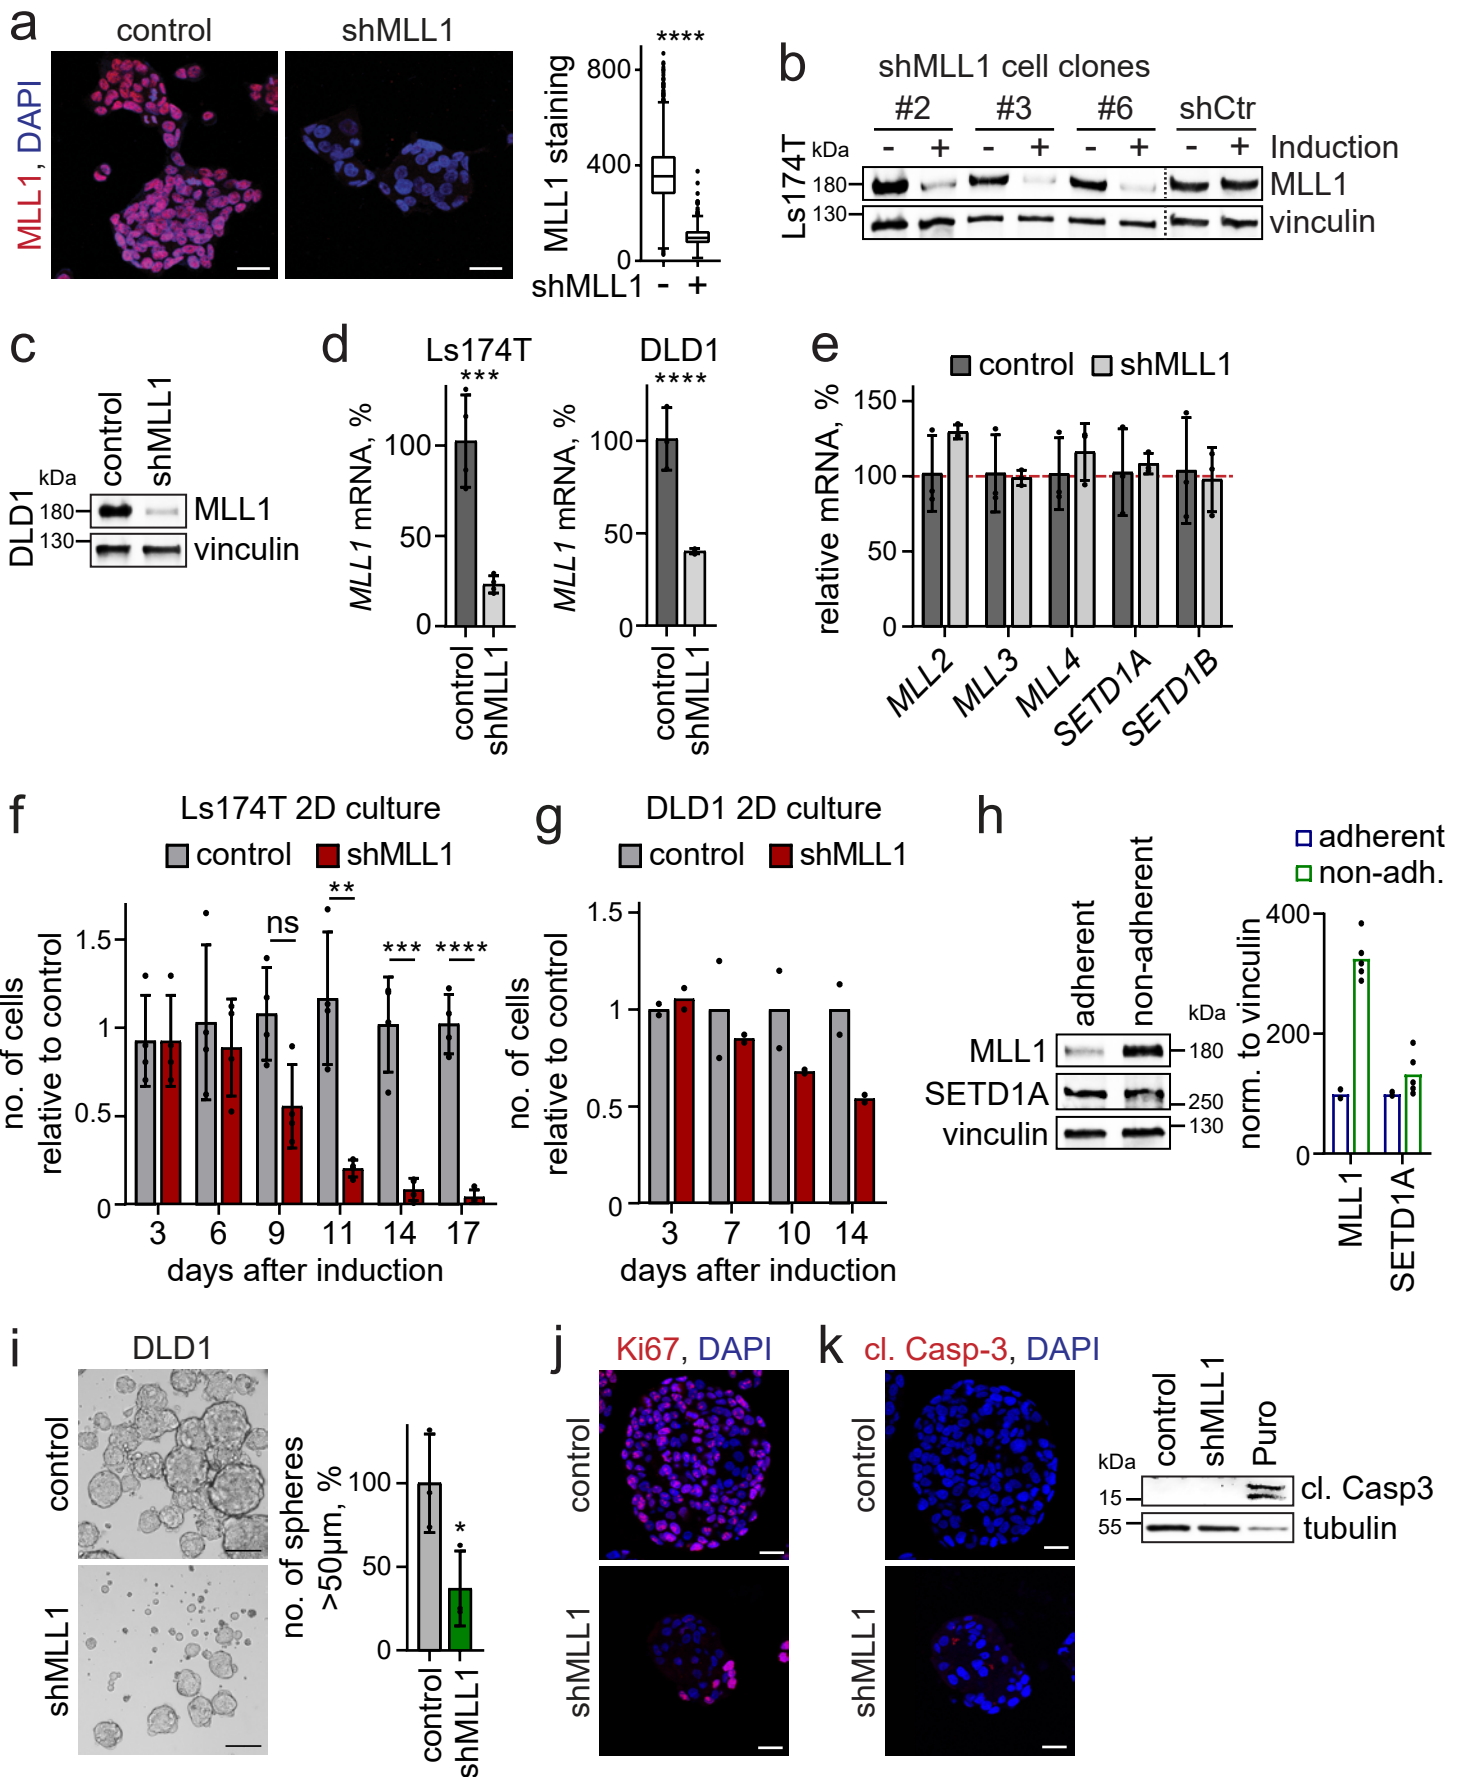 a
control
shMLL1
MLL1, DAPI
MLL1 staining
****
800
400
0
shMLL1 - +
b
shMLL1 cell clones
#2 #3 #6 shCtr
- + - + - + - + Induction
Ls174T
kDa
180 MLL1
130 vinculin
c
control
shMLL1
DLD1
kDa
180 MLL1
130 vinculin
d
Ls174T
***
MLL1 mRNA, %
100
50
0
control
shMLL1
DLD1
****
MLL1 mRNA, %
100
50
0
control
shMLL1
e
control shMLL1
relative mRNA, %
150
100
50
0
MLL2
MLL3
MLL4
SETD1A
SETD1B
f
Ls174T 2D culture
control shMLL1
no. of cells
relative to control
1.5
1
0.5
0
ns
**
***
****
3 6 9 11 14 17
days after induction
g
DLD1 2D culture
control shMLL1
no. of cells
relative to control
1.5
1
0.5
0
3 7 10 14
days after induction
h
adherent
non-adherent
kDa
MLL1 180
SETD1A 250
vinculin 130
adherent
non-adh.
norm. to vinculin
400
200
0
MLL1
SETD1A
i
DLD1
control
shMLL1
no. of spheres
>50µm, %
100
50
0
*
control
shMLL1
j
Ki67, DAPI
control
shMLL1
k
cl. Casp-3, DAPI
control
shMLL1
control
shMLL1
Puro
kDa
15 cl. Casp3
55 tubulin